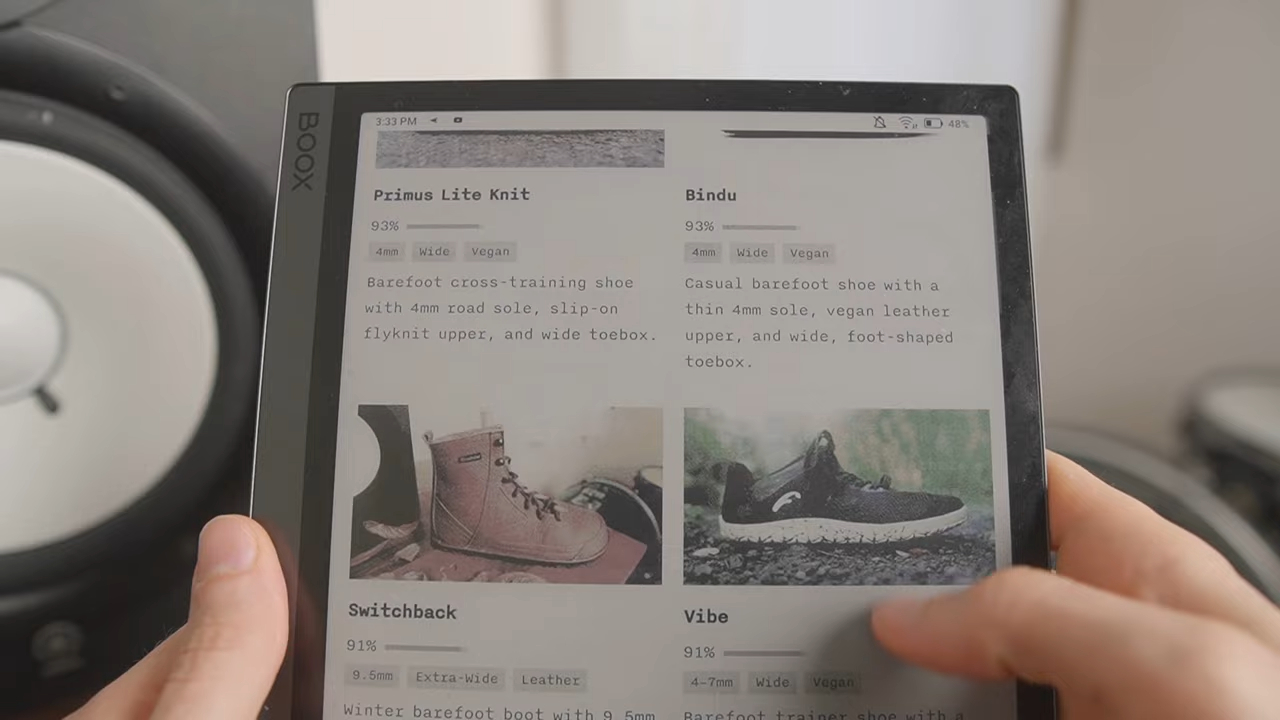 BOOX
3:33 PM
48%
Primus Lite Knit
93%
4mm Wide Vegan
Barefoot cross-training shoe
with 4mm road sole, slip-on
flyknit upper, and wide toebox.
Bindu
93%
4mm Wide Vegan
Casual barefoot shoe with a
thin 4mm sole, vegan leather
upper, and wide, foot-shaped
toebox.
Switchback
91%
9.5mm Extra-Wide Leather
Winter barefoot boot with 9.5mm
Vibe
91%
4-7mm Wide Vegan
Barefoot trainer shoe with a